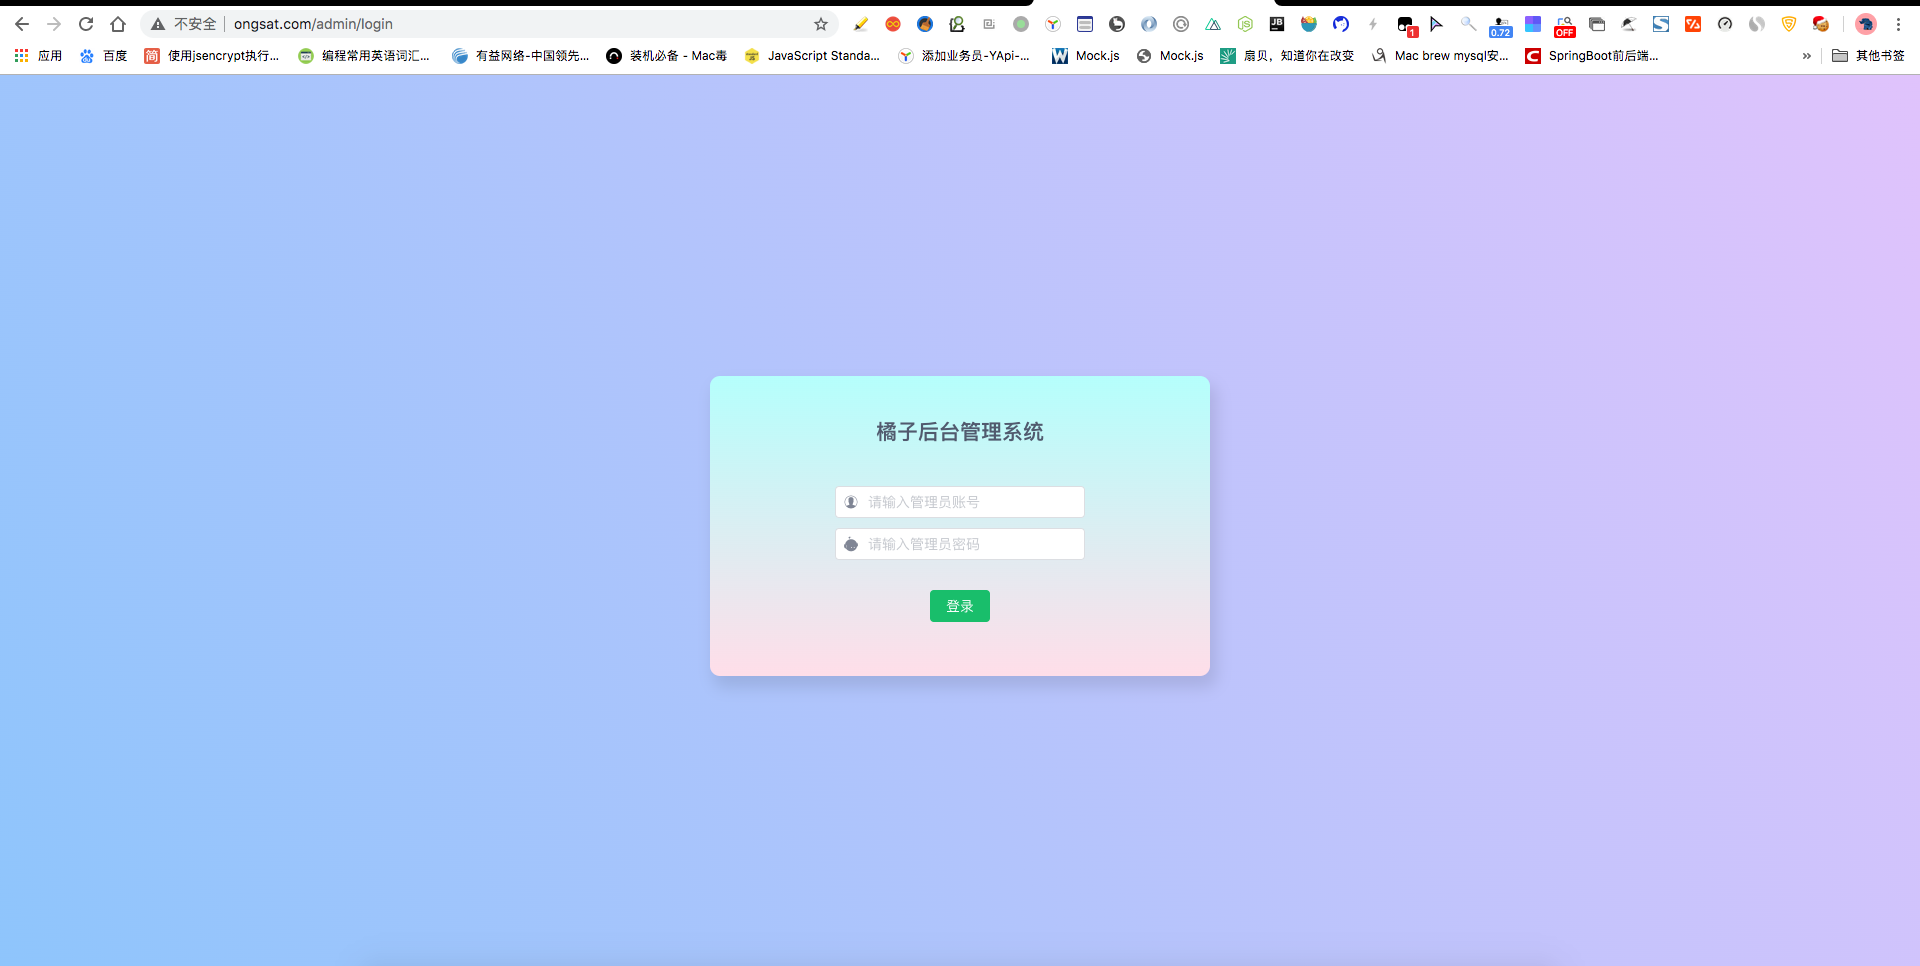 不安全 ongsat.com/admin/login
1 0.72 OFF JB
应用 百度 简 使用jsencrypt执行... 编程常用英语词汇... 有益网络-中国领先... 装机必备 - Mac毒 JavaScript Standa... 添加业务员-YApi-... Mock.js Mock.js 扇贝，知道你在改变 Mac brew mysql安... SpringBoot前后端... » 其他书签
橘子后台管理系统
请输入管理员账号
请输入管理员密码
登录